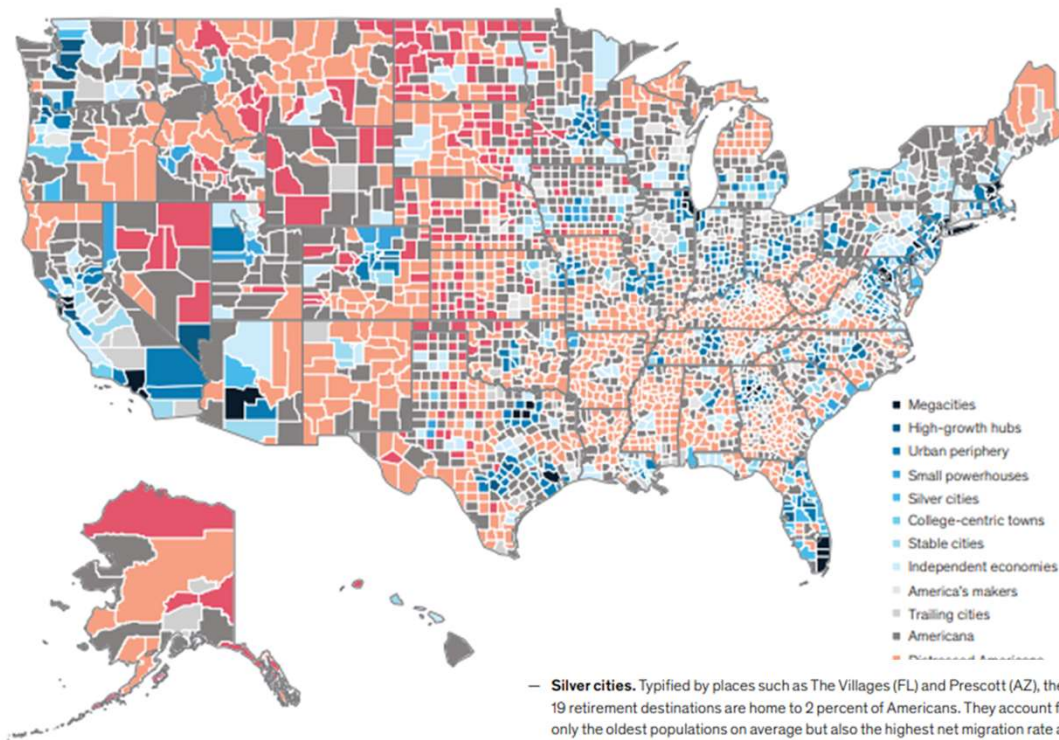 Megacities
High-growth hubs
Urban periphery
Small powerhouses
Silver cities
College-centric towns
Stable cities
Independent economies
America's makers
Trailing cities
Americana
— Silver cities. Typified by places such as The Villages (FL) and Prescott (AZ), the
19 retirement destinations are home to 2 percent of Americans. They account f
only the oldest populations on average but also the highest net migration rate a